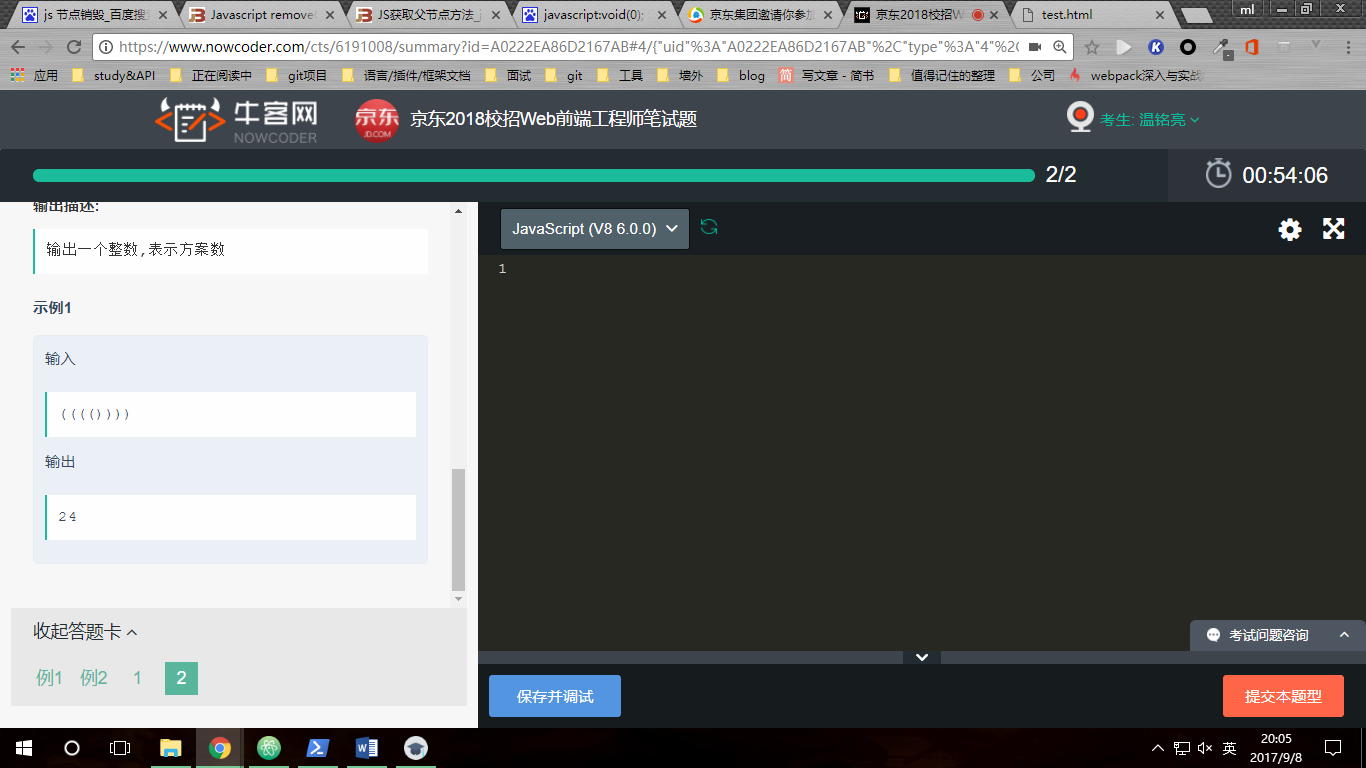 js 节点销毁_百度搜
Javascript remove
JS获取父节点方法_j
javascript:void(0);
京东集团邀请你参加
京东2018校招W
test.html
ml
https://www.nowcoder.com/cts/6191008/summary?id=A0222EA86D2167AB#4/{"uid"%3A"A0222EA86D2167AB"%2C"type"%3A"4"%2C
应用
study&API
正在阅读中
git项目
语言/插件/框架文档
面试
git
工具
墙外
blog
简 写文章 - 简书
值得记住的整理
公司
webpack深入与实战
牛客网
NOWCODER
京东
JD.COM
京东2018校招Web前端工程师笔试题
考生: 温铭亮
2/2
00:54:06
输出描述:
输出一个整数,表示方案数
示例1
输入
(((())))
输出
24
收起答题卡
例1 例2 1 2
JavaScript (V8 6.0.0)
1
考试问题咨询
保存并调试
提交本题型
英
20:05
2017/9/8